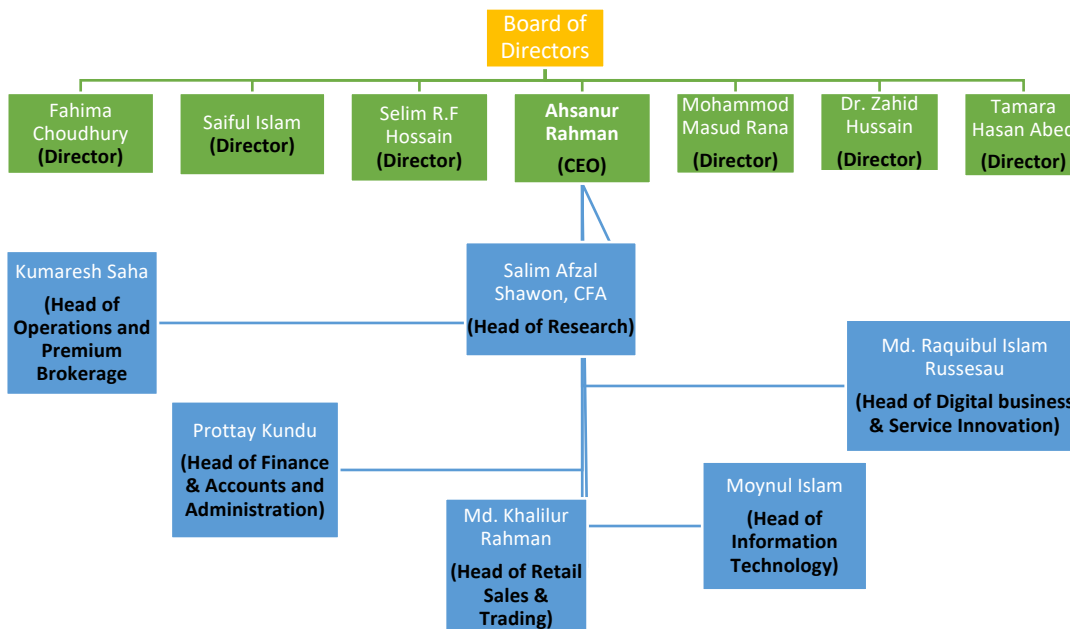 Board of
Directors
Fahima
Choudhury
(Director)
Saiful Islam
(Director)
Selim R.F
Hossain
(Director)
Ahsanur
Rahman
(CEO)
Mohammod
Masud Rana
(Director)
Dr. Zahid
Hussain
(Director)
Tamara
Hasan Abed
(Director)
Kumaresh Saha
(Head of
Operations and
Premium
Brokerage
Salim Afzal
Shawon, CFA
(Head of Research)
Md. Raquibul Islam
Russesau
(Head of Digital business
& Service Innovation)
Prottay Kundu
(Head of Finance
& Accounts and
Administration)
Moynul Islam
(Head of
Information
Technology)
Md. Khalilur
Rahman
(Head of Retail
Sales &
Trading)